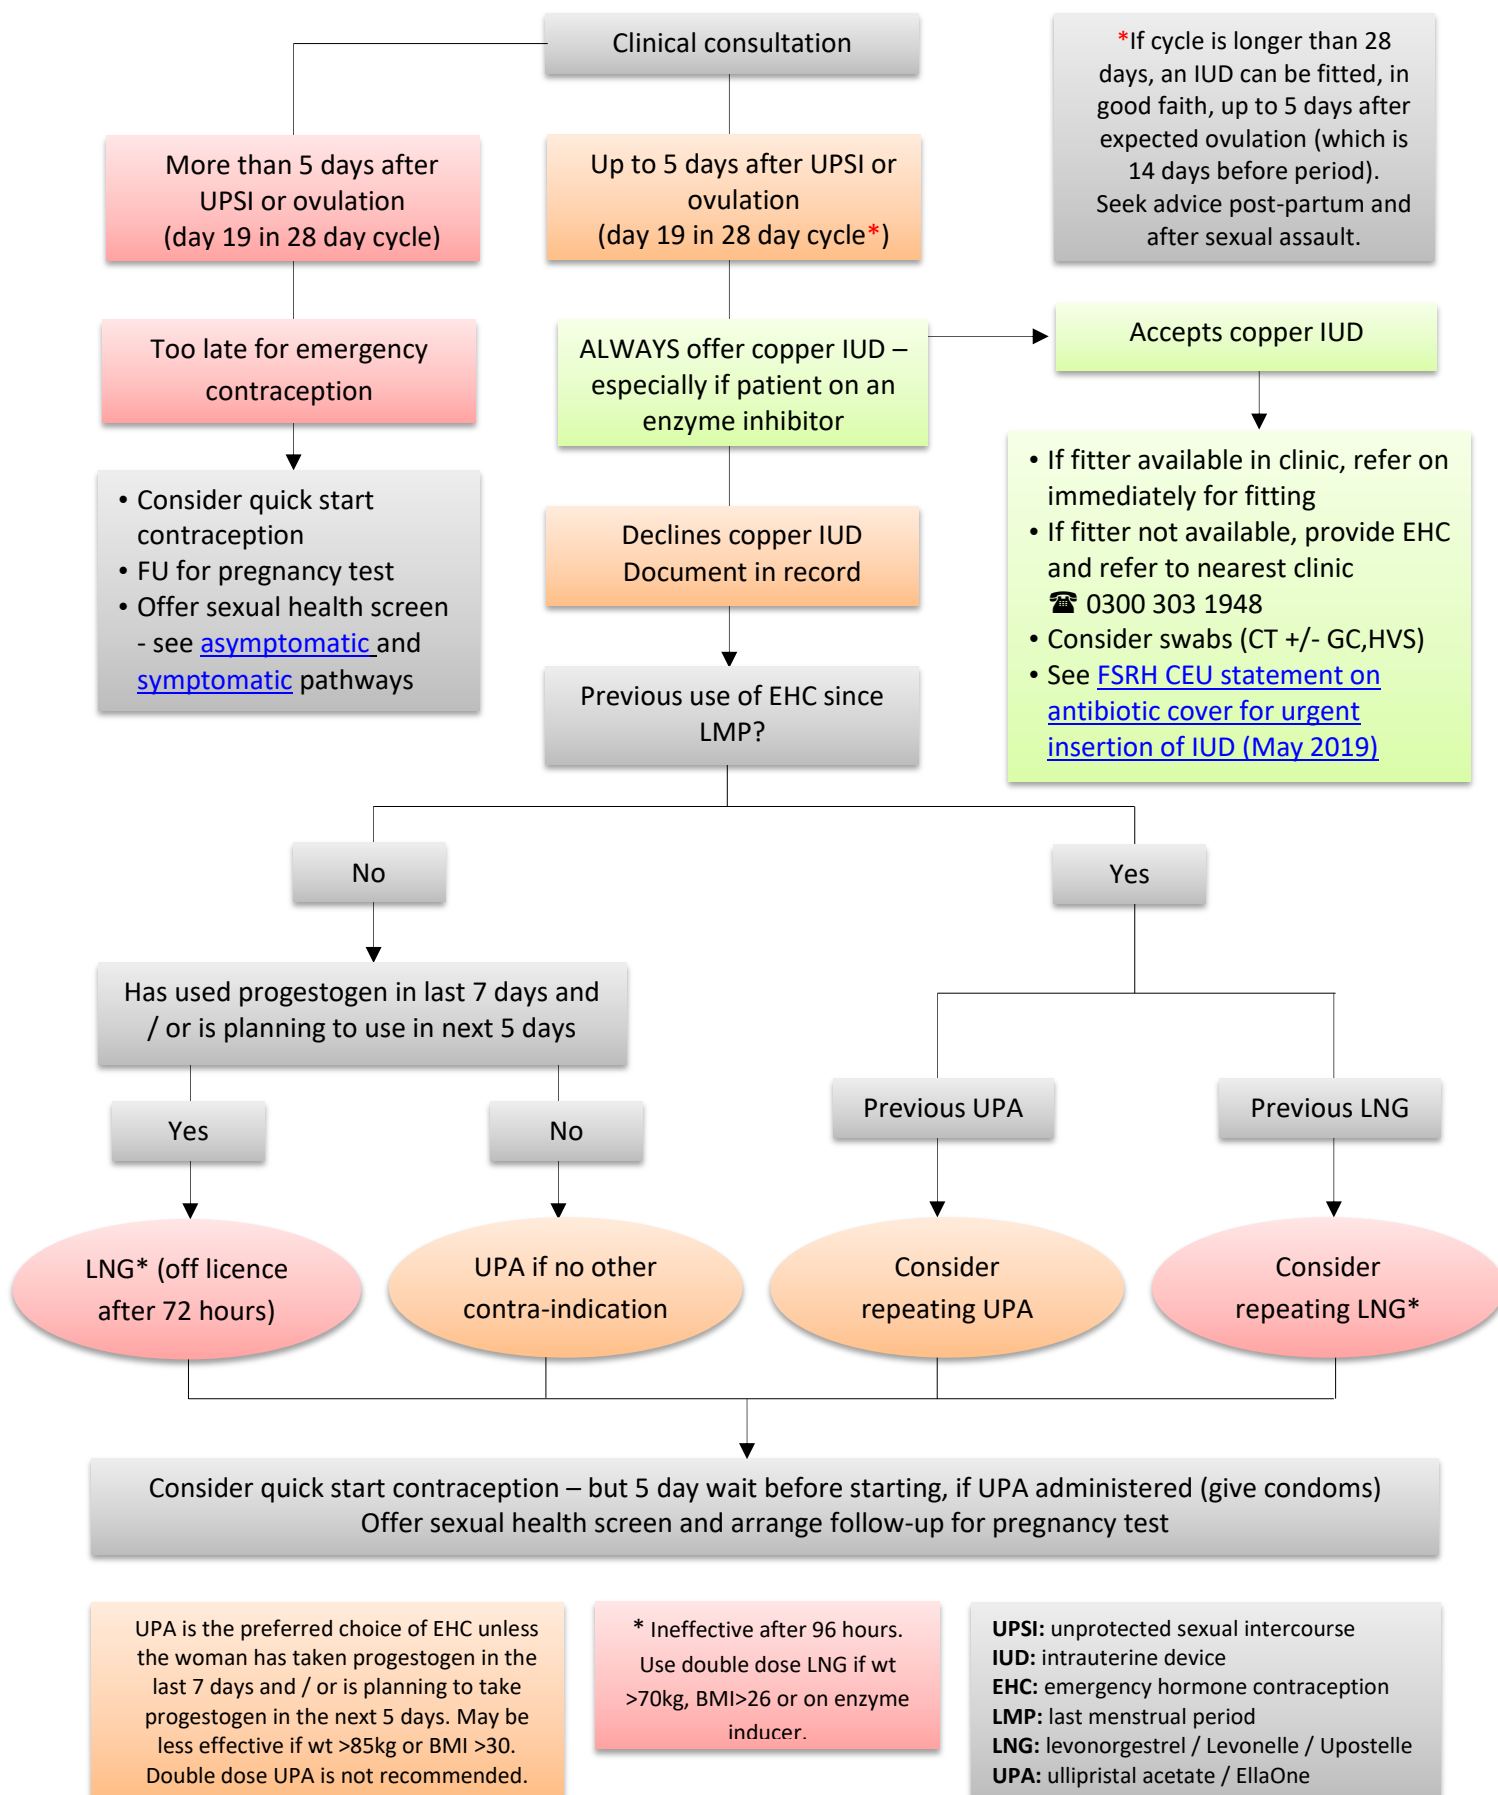 Clinical consultation
*If cycle is longer than 28
days, an IUD can be fitted, in
good faith, up to 5 days after
expected ovulation (which is
14 days before period).
Seek advice post-partum and
after sexual assault.
More than 5 days after
UPSI or ovulation
(day 19 in 28 day cycle)
Up to 5 days after UPSI or
ovulation
(day 19 in 28 day cycle*)
Too late for emergency
contraception
ALWAYS offer copper IUD –
especially if patient on an
enzyme inhibitor
Accepts copper IUD
• Consider quick start
contraception
• FU for pregnancy test
• Offer sexual health screen
- see asymptomatic and
symptomatic pathways
Declines copper IUD
Document in record
• If fitter available in clinic, refer on
immediately for fitting
• If fitter not available, provide EHC
and refer to nearest clinic
☎ 0300 303 1948
• Consider swabs (CT +/- GC,HVS)
• See FSRH CEU statement on
antibiotic cover for urgent
insertion of IUD (May 2019)
Previous use of EHC since
LMP?
No
Yes
Has used progestogen in last 7 days and
/ or is planning to use in next 5 days
Yes
No
Previous UPA
Previous LNG
LNG* (off licence
after 72 hours)
UPA if no other
contra-indication
Consider
repeating UPA
Consider
repeating LNG*
Consider quick start contraception – but 5 day wait before starting, if UPA administered (give condoms)
Offer sexual health screen and arrange follow-up for pregnancy test
UPA is the preferred choice of EHC unless
the woman has taken progestogen in the
last 7 days and / or is planning to take
progestogen in the next 5 days. May be
less effective if wt >85kg or BMI >30.
Double dose UPA is not recommended.
* Ineffective after 96 hours.
Use double dose LNG if wt
>70kg, BMI>26 or on enzyme
inducer.
UPSI: unprotected sexual intercourse
IUD: intrauterine device
EHC: emergency hormone contraception
LMP: last menstrual period
LNG: levonorgestrel / Levonelle / Upostelle
UPA: ullipristal acetate / EllaOne